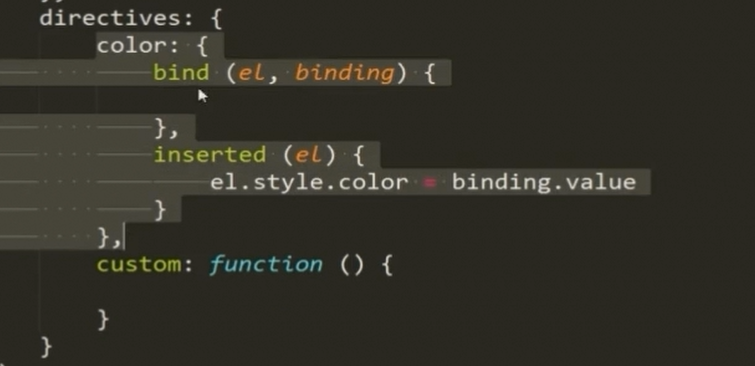 directives: {
color: {
bind (el, binding) {
},
inserted (el) {
el.style.color = binding.value
}
},
custom: function () {
}
}